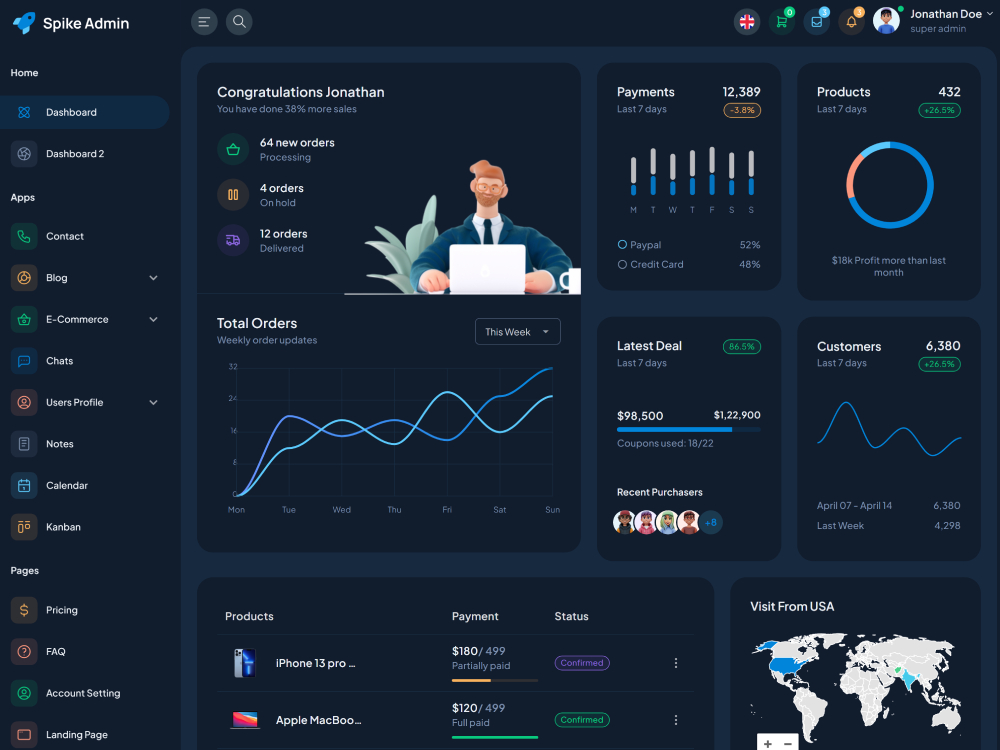 Spike Admin
0
3
3
Jonathan Doe
super admin
Home
Dashboard
Dashboard 2
Apps
Contact
Blog
E-Commerce
Chats
Users Profile
Notes
Calendar
Kanban
Pages
Pricing
FAQ
Account Setting
Landing Page
Congratulations Jonathan
You have done 38% more sales
64 new orders
Processing
4 orders
On hold
12 orders
Delivered
Total Orders
Weekly order updates
This Week
32
24
16
8
0
Mon Tue Wed Thu Fri Sat Sun
Payments 12,389
Last 7 days -3.8%
M T W T F S S
Paypal 52%
Credit Card 48%
Products 432
Last 7 days +26.5%
$18k Profit more than last
month
Latest Deal 86.5%
Last 7 days
$98,500 $1,22,900
Coupons used: 18/22
Recent Purchasers
+8
Customers 6,380
Last 7 days +26.5%
April 07 - April 14 6,380
Last Week 4,298
Products Payment Status
iPhone 13 pro ...
$180/ 499
Partially paid
Confirmed
Apple MacBoo...
$120/ 499
Full paid
Confirmed
Visit From USA
+ −